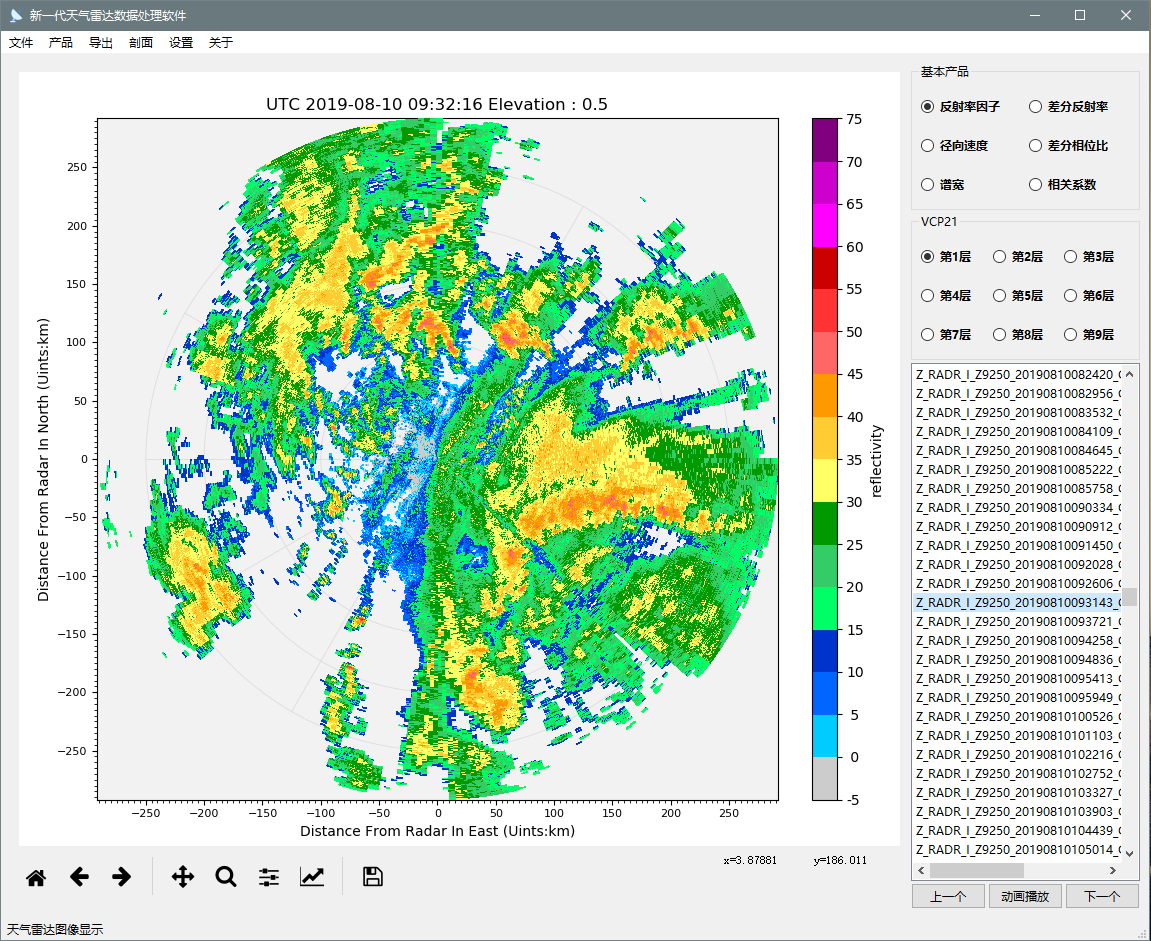 新一代天气雷达数据处理软件
文件 产品 导出 剖面 设置 关于
UTC 2019-08-10 09:32:16 Elevation : 0.5
250
200
150
100
50
0
−50
−100
−150
−200
−250
Distance From Radar In North (Uints:km)
−250 −200 −150 −100 −50 0 50 100 150 200 250
Distance From Radar In East (Uints:km)
75
70
65
60
55
50
45
40
35
30
25
20
15
10
5
0
-5
reflectivity
x=3.87881 y=186.011
基本产品
反射率因子 差分反射率
径向速度 差分相位比
谱宽 相关系数
VCP21
第1层 第2层 第3层
第4层 第5层 第6层
第7层 第8层 第9层
Z_RADR_I_Z9250_20190810082420_
Z_RADR_I_Z9250_20190810082956_
Z_RADR_I_Z9250_20190810083532_
Z_RADR_I_Z9250_20190810084109_
Z_RADR_I_Z9250_20190810084645_
Z_RADR_I_Z9250_20190810085222_
Z_RADR_I_Z9250_20190810085758_
Z_RADR_I_Z9250_20190810090334_
Z_RADR_I_Z9250_20190810090912_
Z_RADR_I_Z9250_20190810091450_
Z_RADR_I_Z9250_20190810092028_
Z_RADR_I_Z9250_20190810092606_
Z_RADR_I_Z9250_20190810093143_
Z_RADR_I_Z9250_20190810093721_
Z_RADR_I_Z9250_20190810094258_
Z_RADR_I_Z9250_20190810094836_
Z_RADR_I_Z9250_20190810095413_
Z_RADR_I_Z9250_20190810095949_
Z_RADR_I_Z9250_20190810100526_
Z_RADR_I_Z9250_20190810101103_
Z_RADR_I_Z9250_20190810102216_
Z_RADR_I_Z9250_20190810102752_
Z_RADR_I_Z9250_20190810103327_
Z_RADR_I_Z9250_20190810103903_
Z_RADR_I_Z9250_20190810104439_
Z_RADR_I_Z9250_20190810105014_
上一个 动画播放 下一个
天气雷达图像显示